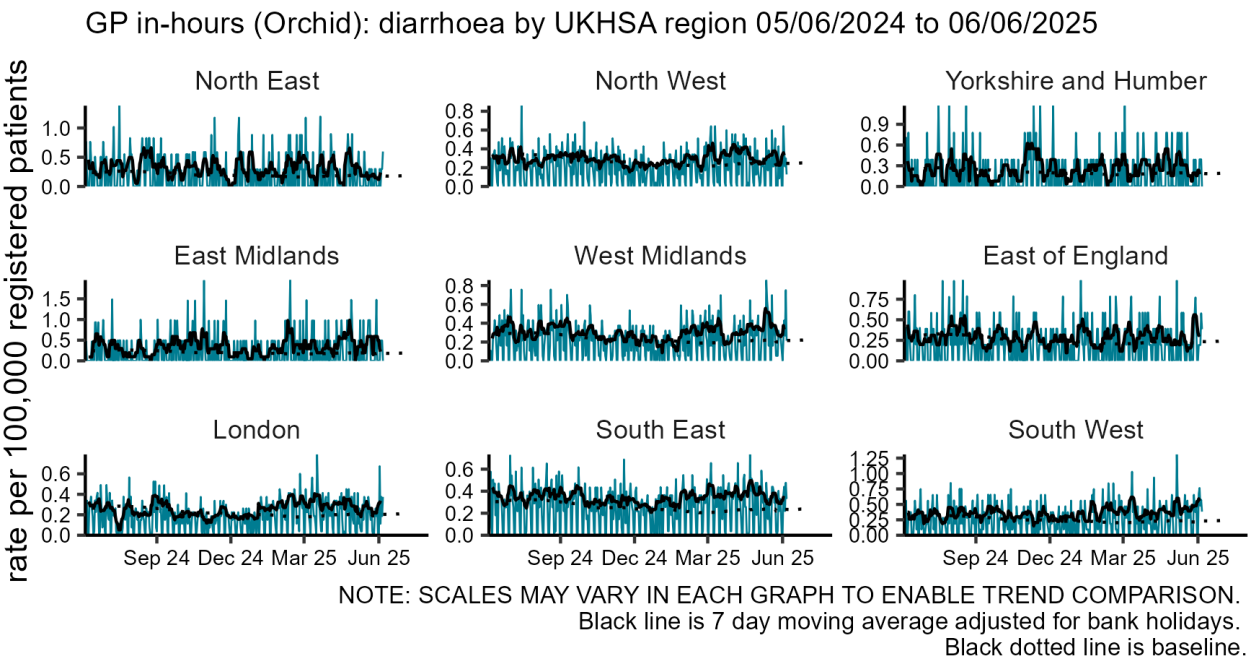 GP in-hours (Orchid): diarrhoea by UKHSA region 05/06/2024 to 06/06/2025
rate per 100,000 registered patients
North East
1.0
0.5
0.0
North West
0.8
0.6
0.4
0.2
0.0
Yorkshire and Humber
0.9
0.6
0.3
0.0
East Midlands
1.5
1.0
0.5
0.0
West Midlands
0.8
0.6
0.4
0.2
0.0
East of England
0.75
0.50
0.25
0.00
London
0.6
0.4
0.2
0.0
Sep 24 Dec 24 Mar 25 Jun 25
South East
0.6
0.4
0.2
0.0
Sep 24 Dec 24 Mar 25 Jun 25
South West
1.25
1.00
0.75
0.50
0.25
0.00
Sep 24 Dec 24 Mar 25 Jun 25
NOTE: SCALES MAY VARY IN EACH GRAPH TO ENABLE TREND COMPARISON.
Black line is 7 day moving average adjusted for bank holidays.
Black dotted line is baseline.